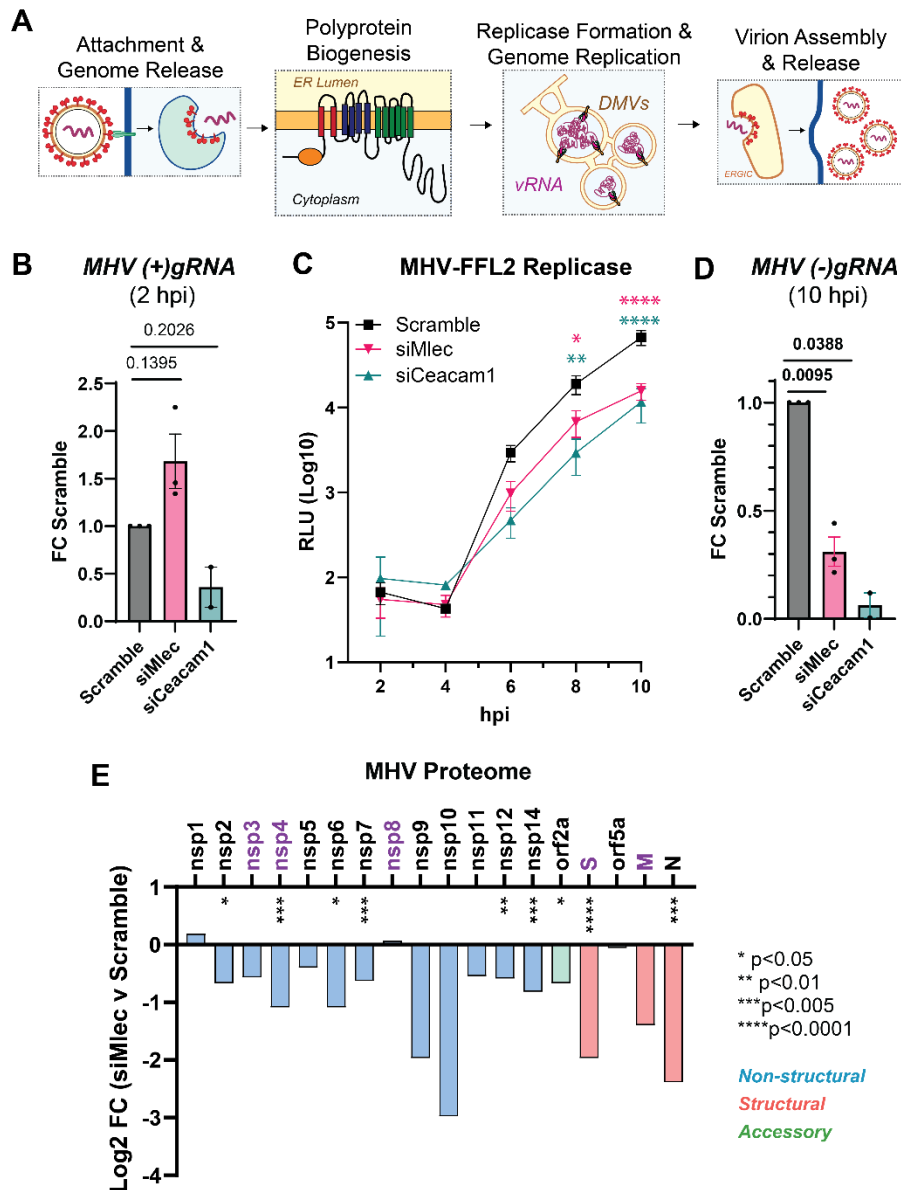 A
Attachment &
Genome Release
Polyprotein
Biogenesis
ER Lumen
Cytoplasm
Replicase Formation &
Genome Replication
DMVs
vRNA
Virion Assembly
& Release
ERGIC
B
MHV (+)gRNA
(2 hpi)
0.2026
0.1395
FC Scramble
2.5
2.0
1.5
1.0
0.5
0.0
Scramble
siMlec
siCeacam1
C
MHV-FFL2 Replicase
Scramble
siMlec
siCeacam1
*
**
****
****
RLU (Log10)
5
4
3
2
1
2 4 6 8 10
hpi
D
MHV (-)gRNA
(10 hpi)
0.0388
0.0095
FC Scramble
1.0
0.5
0.0
Scramble
siMlec
siCeacam1
E
MHV Proteome
nsp1 nsp2 nsp3 nsp4 nsp5 nsp6 nsp7 nsp8 nsp9 nsp10 nsp11 nsp12 nsp14 orf2a S orf5a M N
* *** * *** ** *** * **** ***
Log2 FC (siMlec v Scramble)
1
0
-1
-2
-3
-4
* p<0.05
** p<0.01
***p<0.005
****p<0.0001
Non-structural
Structural
Accessory